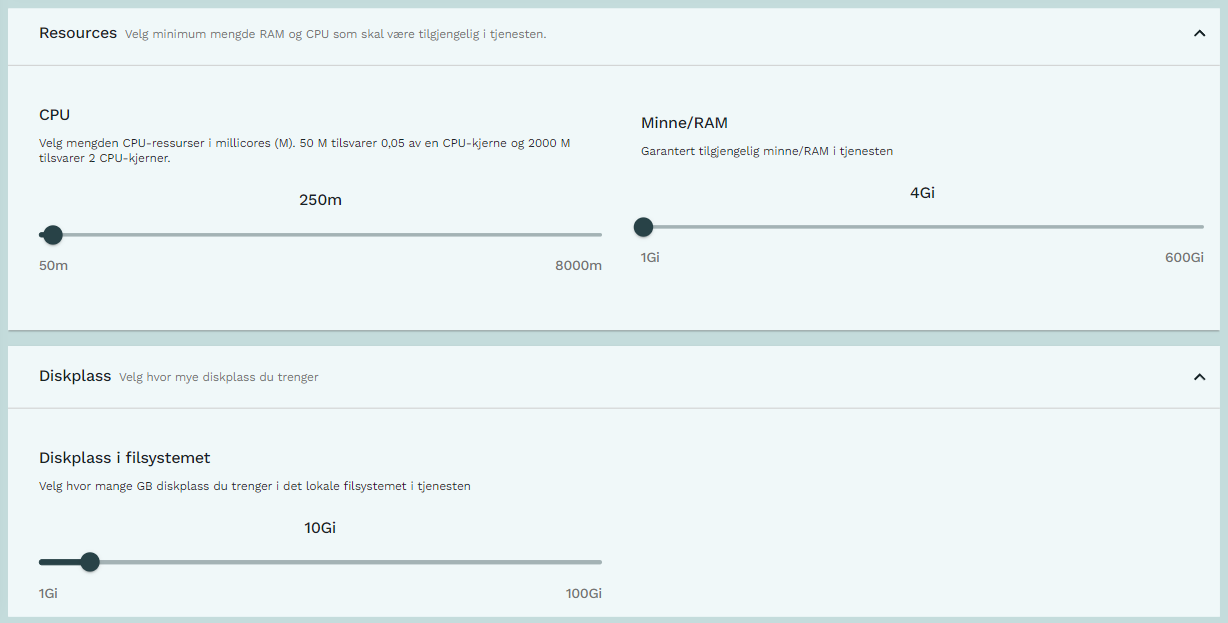 Resources Velg minimum mengde RAM og CPU som skal være tilgjengelig i tjenesten.
CPU
Velg mengden CPU-ressurser i millicores (M). 50 M tilsvarer 0,05 av en CPU-kjerne og 2000 M
tilsvarer 2 CPU-kjerner.
250m
50m 8000m
Minne/RAM
Garantert tilgjengelig minne/RAM i tjenesten
4Gi
1Gi 600Gi
Diskplass Velg hvor mye diskplass du trenger
Diskplass i filsystemet
Velg hvor mange GB diskplass du trenger i det lokale filsystemet i tjenesten
10Gi
1Gi 100Gi